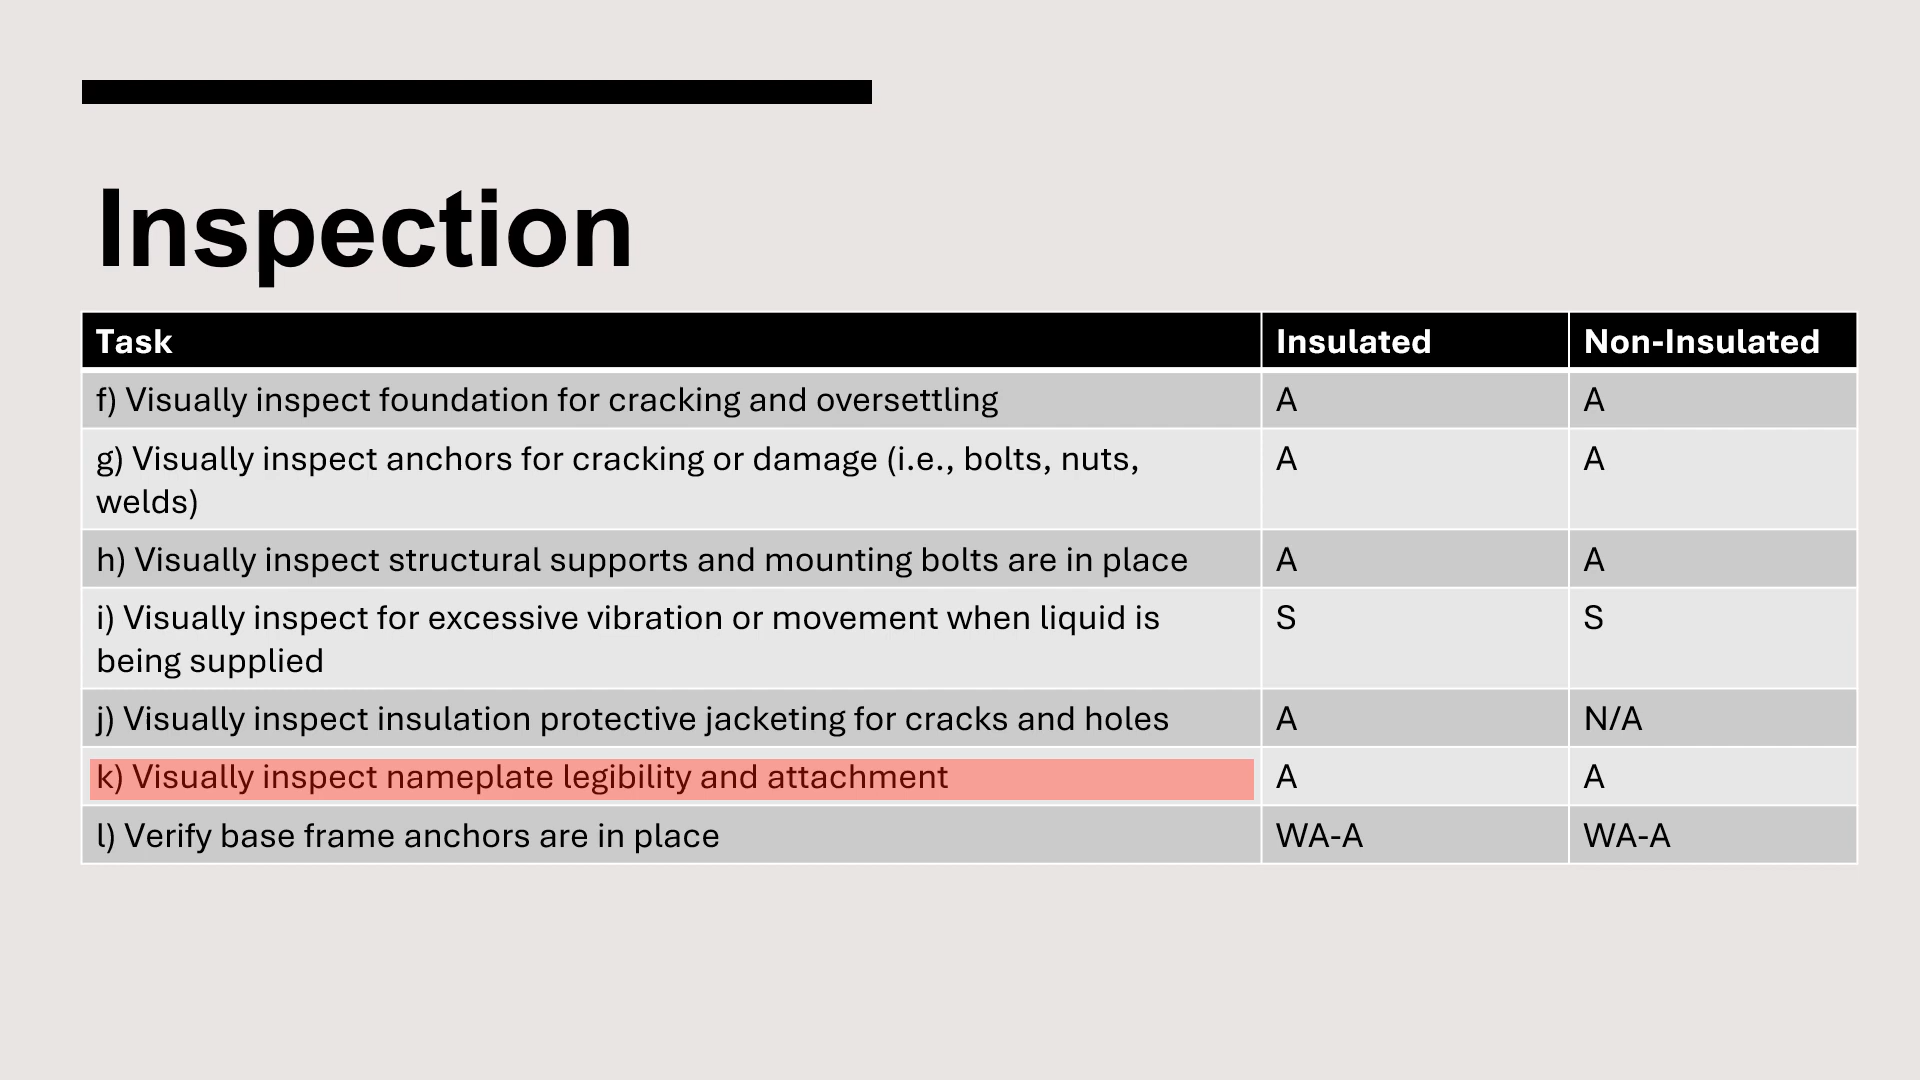 Inspection
Task Insulated Non-Insulated
f) Visually inspect foundation for cracking and oversettling A A
g) Visually inspect anchors for cracking or damage (i.e., bolts, nuts, A A
welds)
h) Visually inspect structural supports and mounting bolts are in place A A
i) Visually inspect for excessive vibration or movement when liquid is S S
being supplied
j) Visually inspect insulation protective jacketing for cracks and holes A N/A
k) Visually inspect nameplate legibility and attachment A A
l) Verify base frame anchors are in place WA-A WA-A